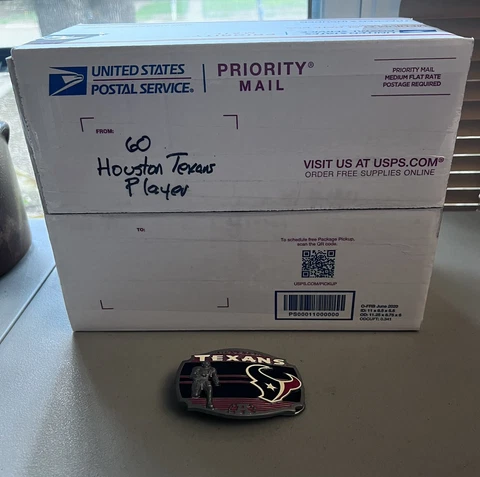 UNITED STATES
POSTAL SERVICE®
PRIORITY®
MAIL
PRIORITY MAIL
MEDIUM FLAT RATE
POSTAGE REQUIRED
FROM:
60
Houston Texans
Player
VISIT US AT USPS.COM®
ORDER FREE SUPPLIES ONLINE
TO:
To schedule free Package Pickup,
scan the QR code.
USPS.COM/PICKUP
PS00011000000
TEXANS